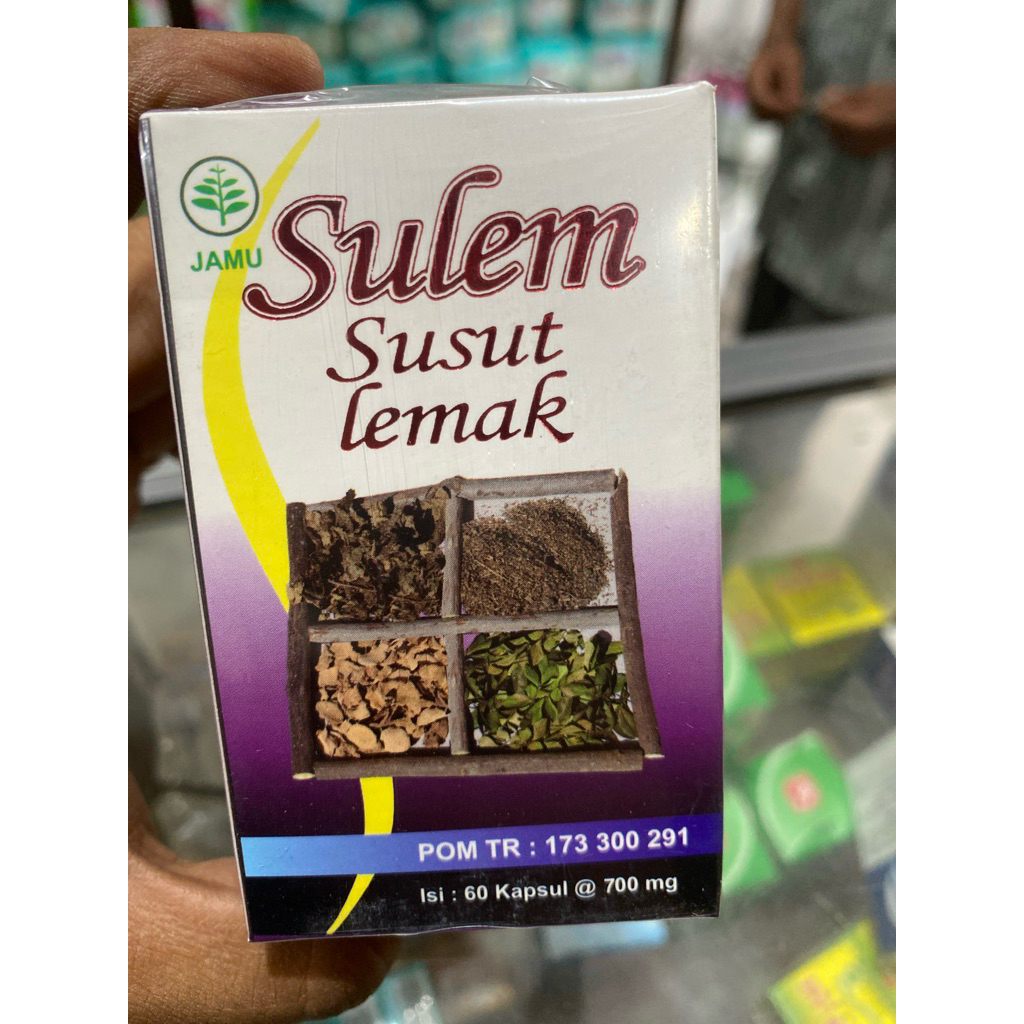 JAMU
Sulem
Susut
lemak
POM TR : 173 300 291
Isi : 60 Kapsul @ 700 mg